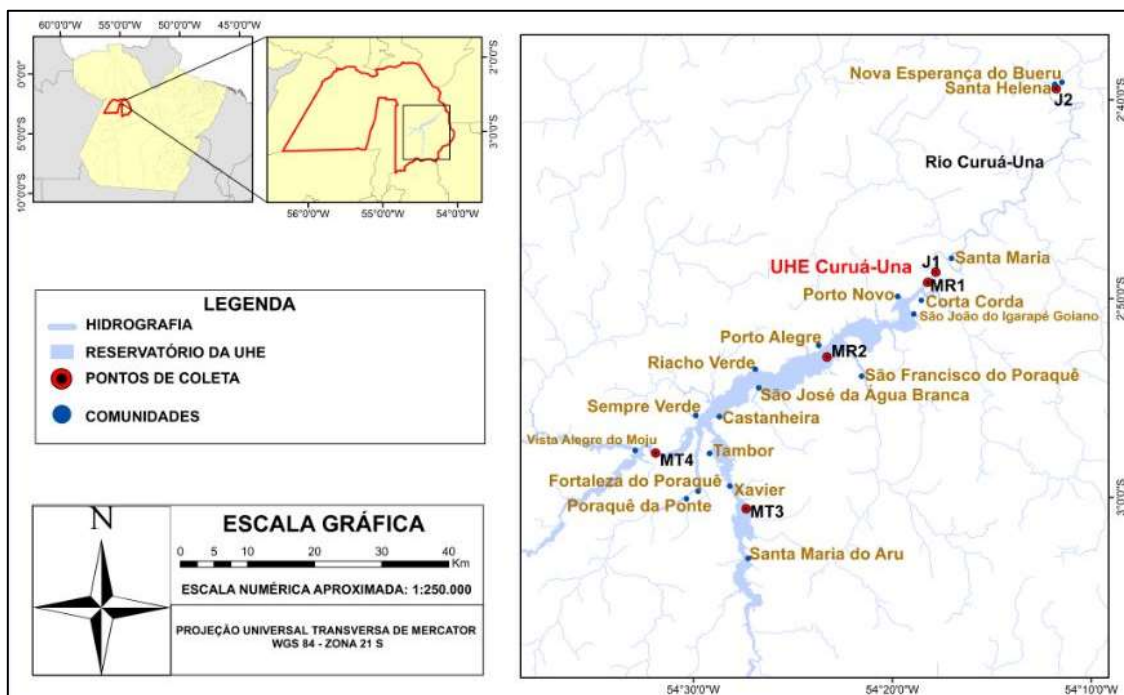 60°0'0"W 55°0'0"W 50°0'0"W 45°0'0"W
0°0'0"
5°0'0"S
10°0'0"S
2°0'0"S
3°0'0"S
56°0'0"W 55°0'0"W 54°0'0"W
LEGENDA
HIDROGRAFIA
RESERVATÓRIO DA UHE
PONTOS DE COLETA
COMUNIDADES
N
ESCALA GRÁFICA
0 5 10 20 30 40
Km
ESCALA NUMÉRICA APROXIMADA: 1:250.000
PROJEÇÃO UNIVERSAL TRANSVERSA DE MERCATOR
WGS 84 - ZONA 21 S
Nova Esperança do Bueru
Santa Helena
J2
Rio Curuá-Una
Santa Maria
J1
UHE Curuá-Una
MR1
Porto Novo
Corta Corda
São João do Igarapé Goiano
Porto Alegre
MR2
Riacho Verde
São Francisco do Poraquê
São José da Água Branca
Sempre Verde
Castanheira
Vista Alegre do Moju
MT4
Tambor
Fortaleza do Poraquê
Xavier
Poraquê da Ponte
MT3
Santa Maria do Aru
2°40'0"S
2°50'0"S
3°0'0"S
54°30'0"W 54°20'0"W 54°10'0"W